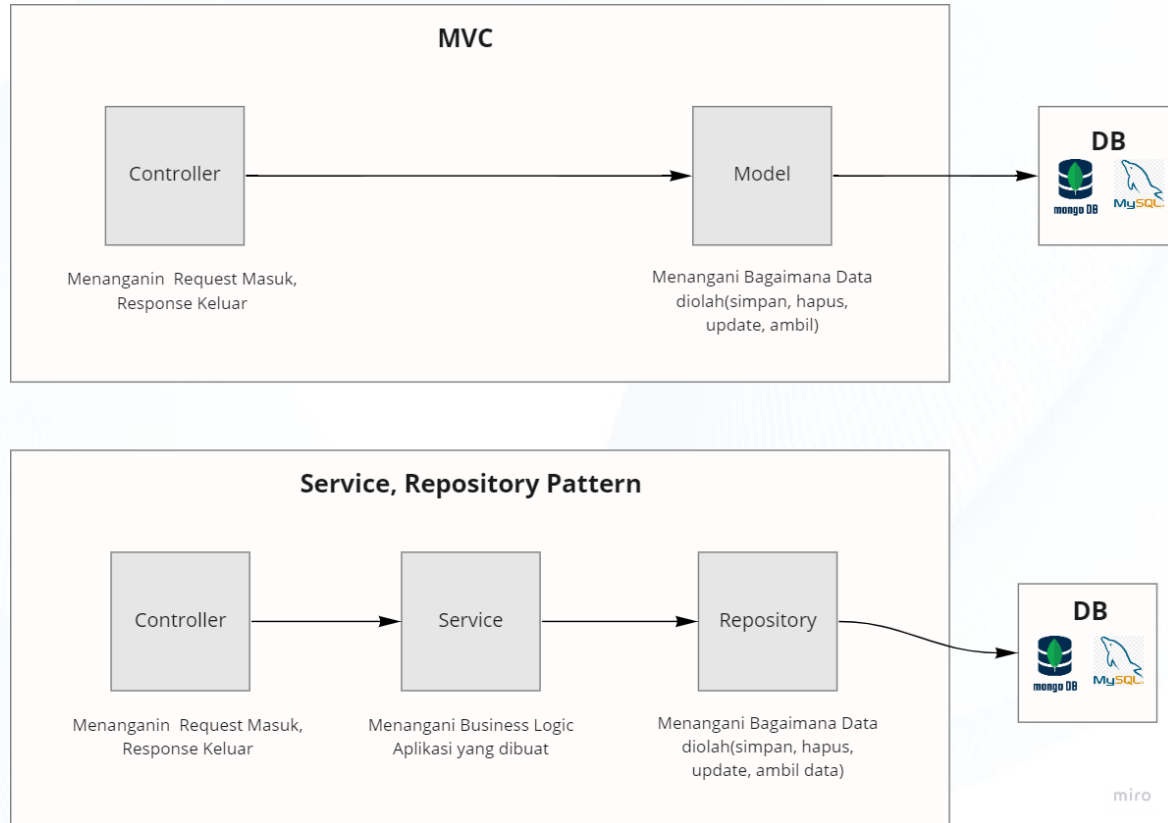 MVC
Controller
Model
DB
mongo DB
MySQL
Menanganin Request Masuk,
Response Keluar
Menangani Bagaimana Data
diolah(simpan, hapus,
update, ambil)
Service, Repository Pattern
Controller
Service
Repository
DB
mongo DB
MySQL
Menanganin Request Masuk,
Response Keluar
Menangani Business Logic
Aplikasi yang dibuat
Menangani Bagaimana Data
diolah(simpan, hapus,
update, ambil data)
miro